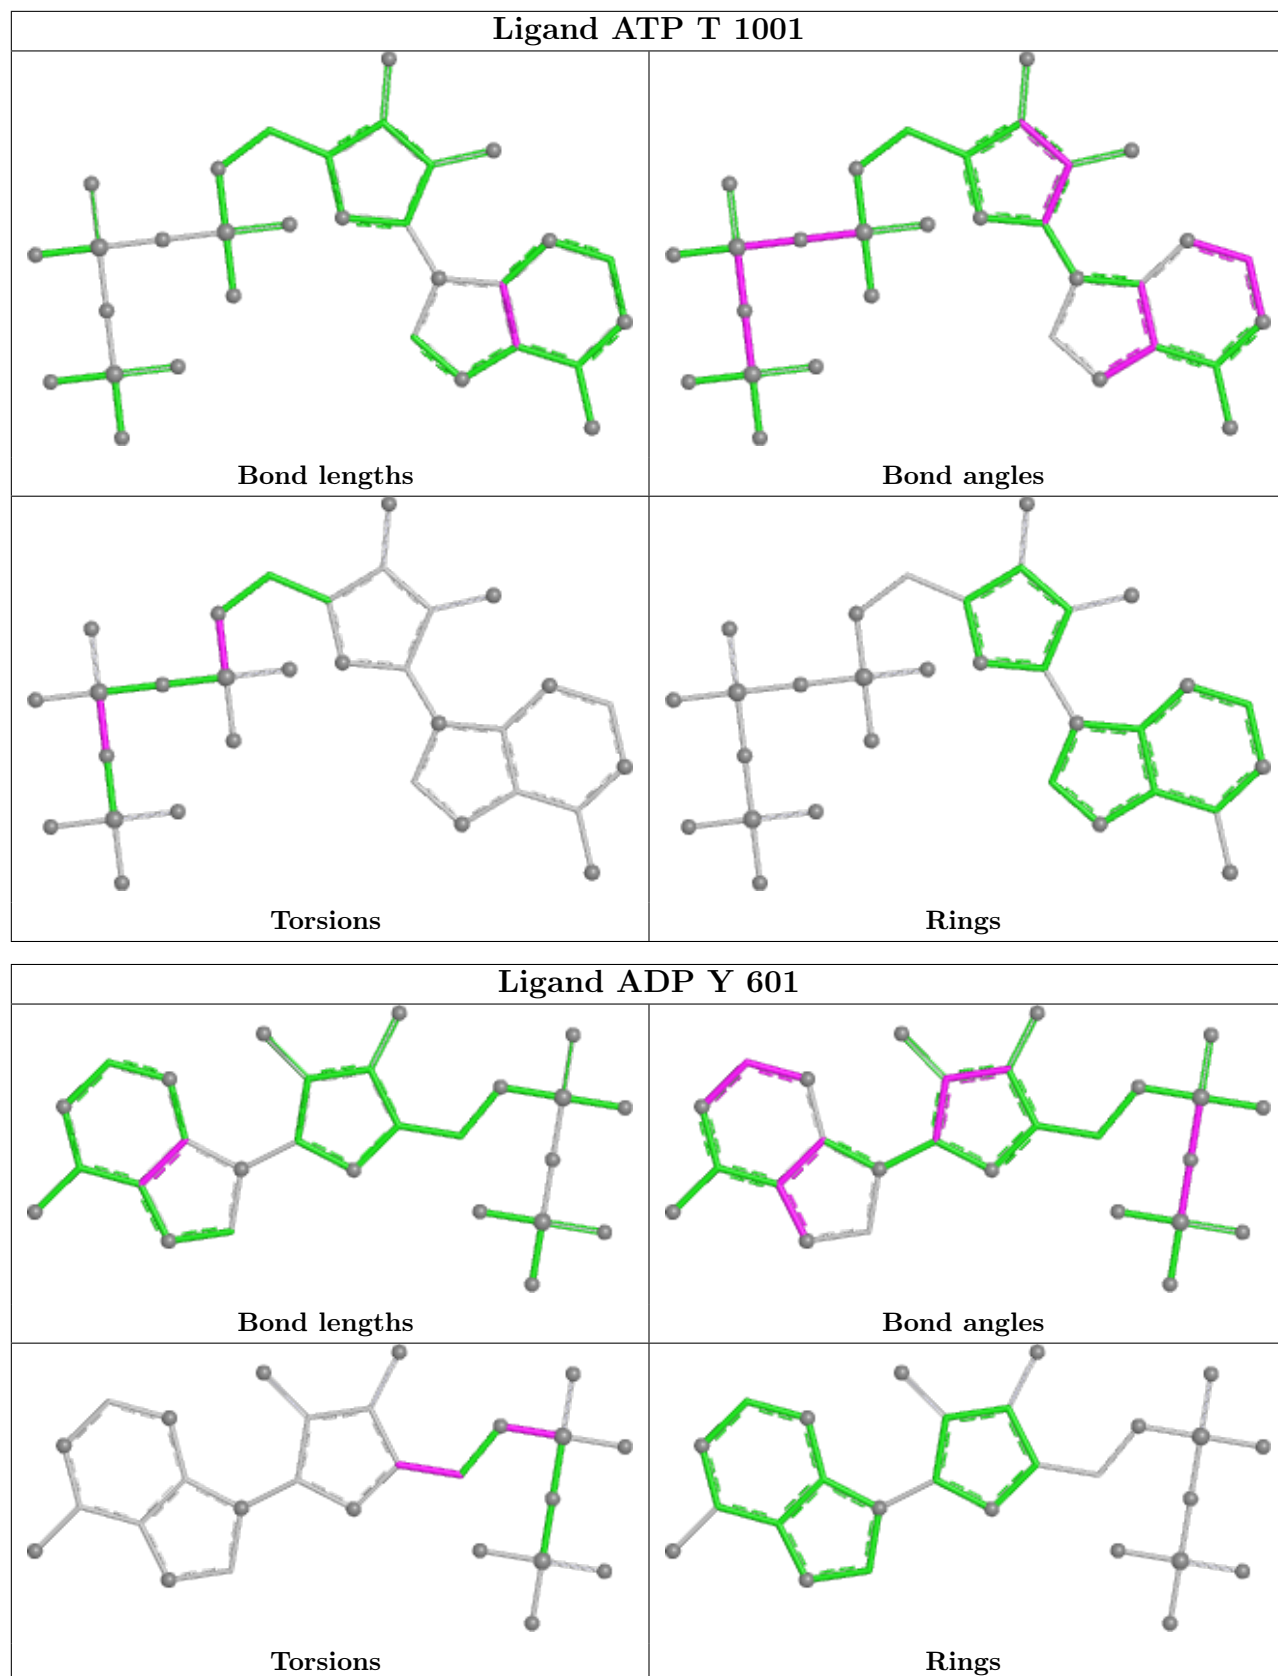 Ligand ATP T 1001
Bond lengths
Bond angles
Torsions
Rings
Ligand ADP Y 601
Bond lengths
Bond angles
Torsions
Rings